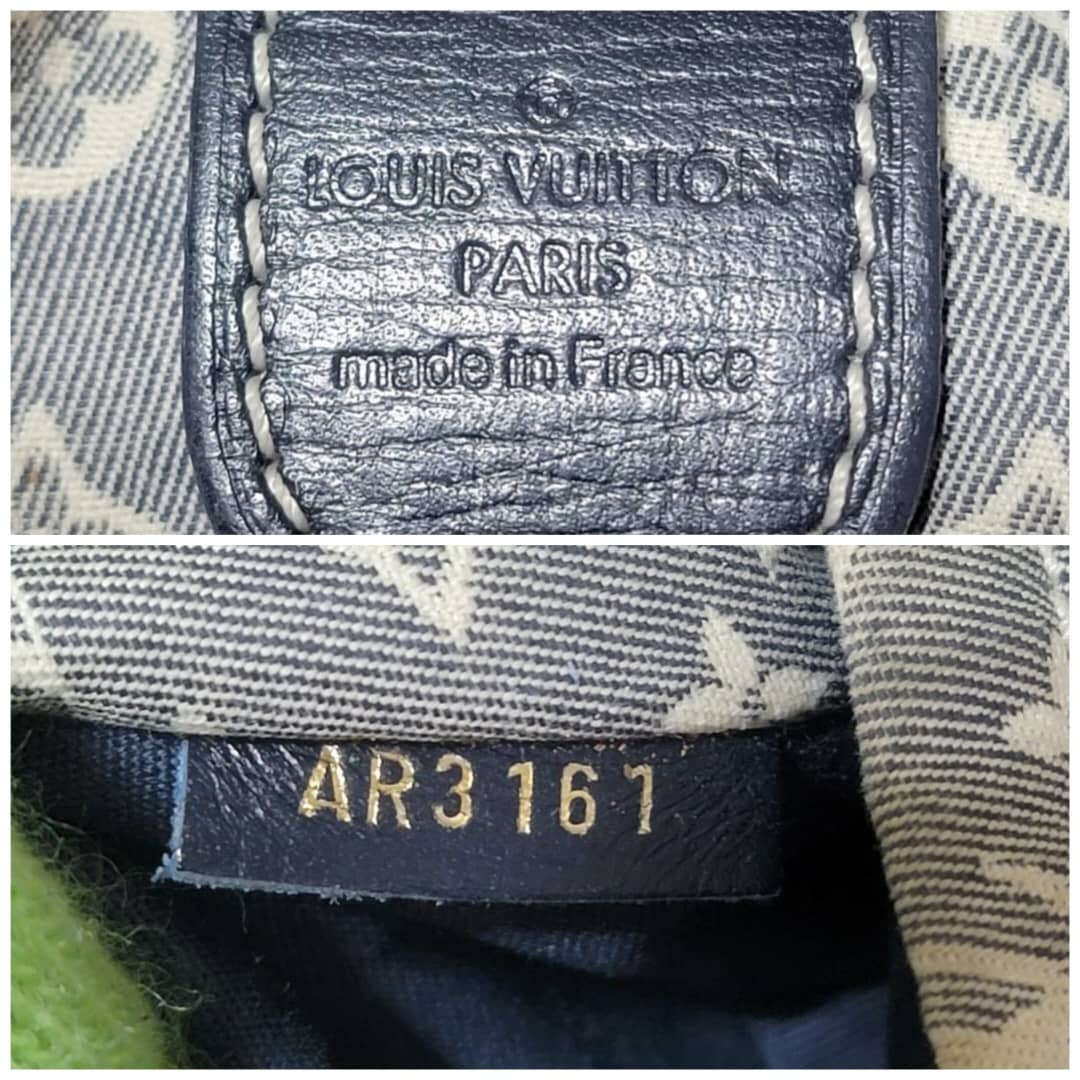 ®
LOUIS VUITTON
PARIS
made in France
AR3161